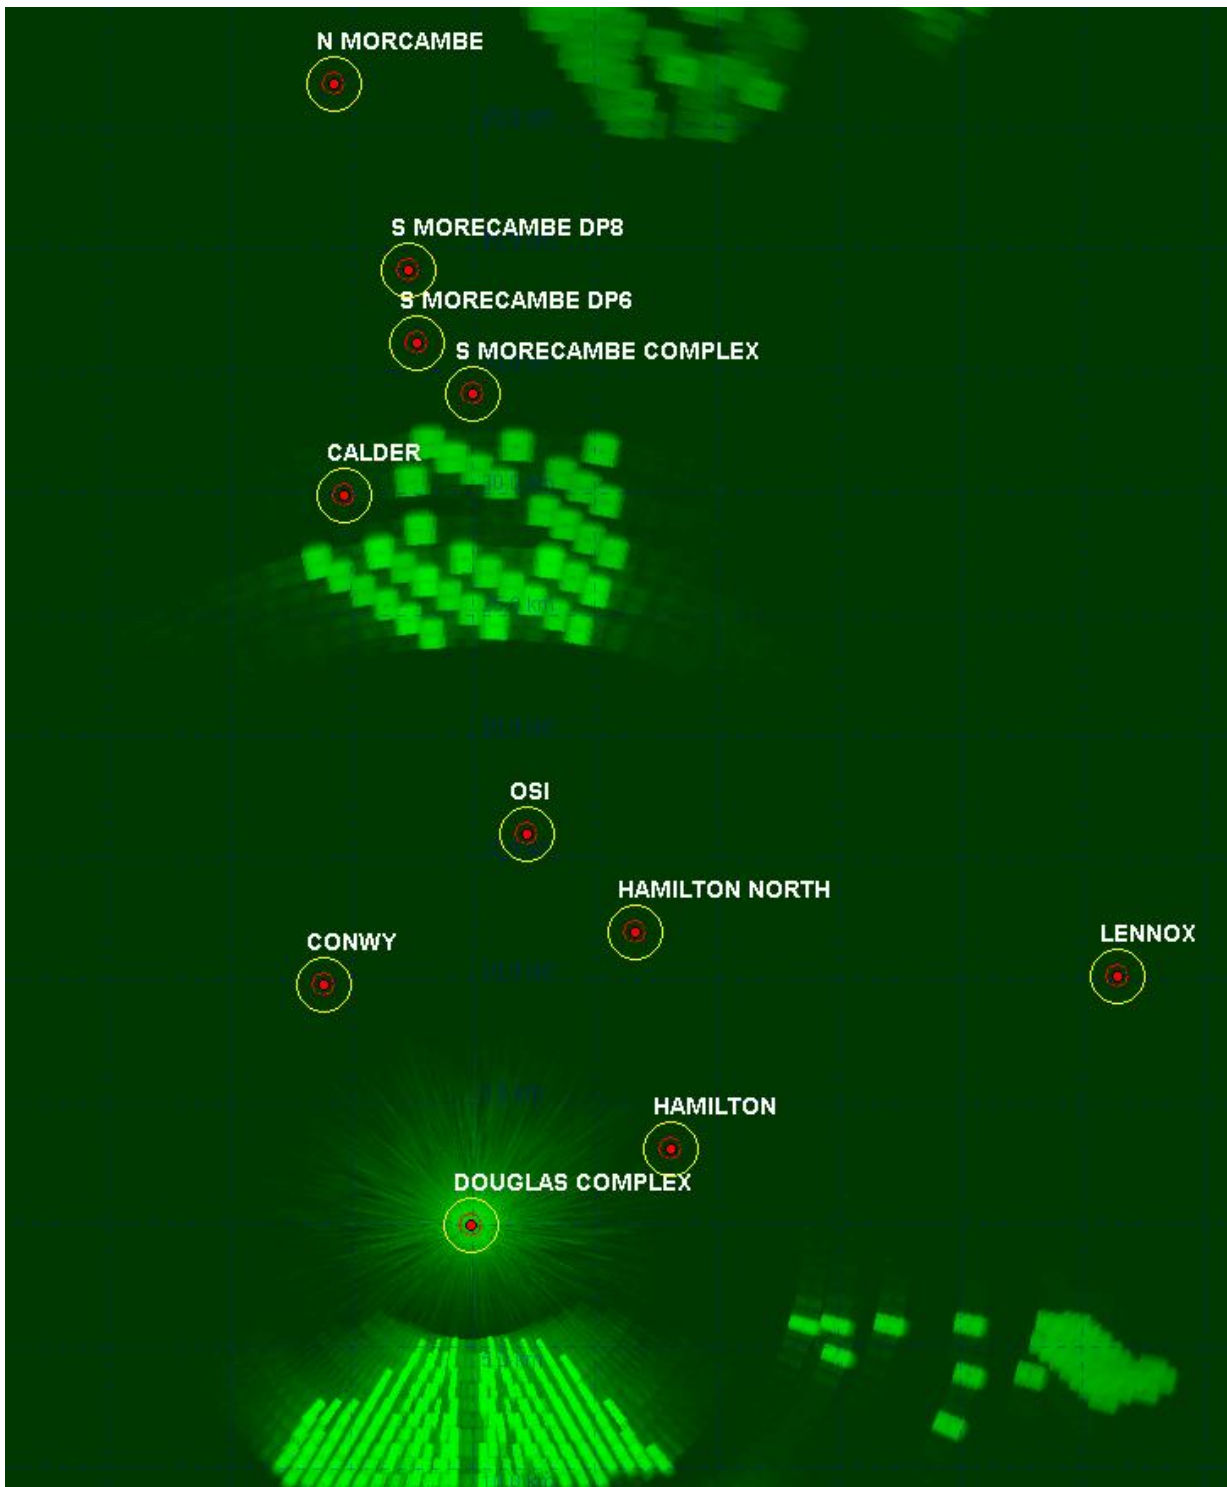 N MORCAMBE
S MORECAMBE DP8
S MORECAMBE DP6
S MORECAMBE COMPLEX
CALDER
OSI
HAMILTON NORTH
CONWY
LENNOX
HAMILTON
DOUGLAS COMPLEX